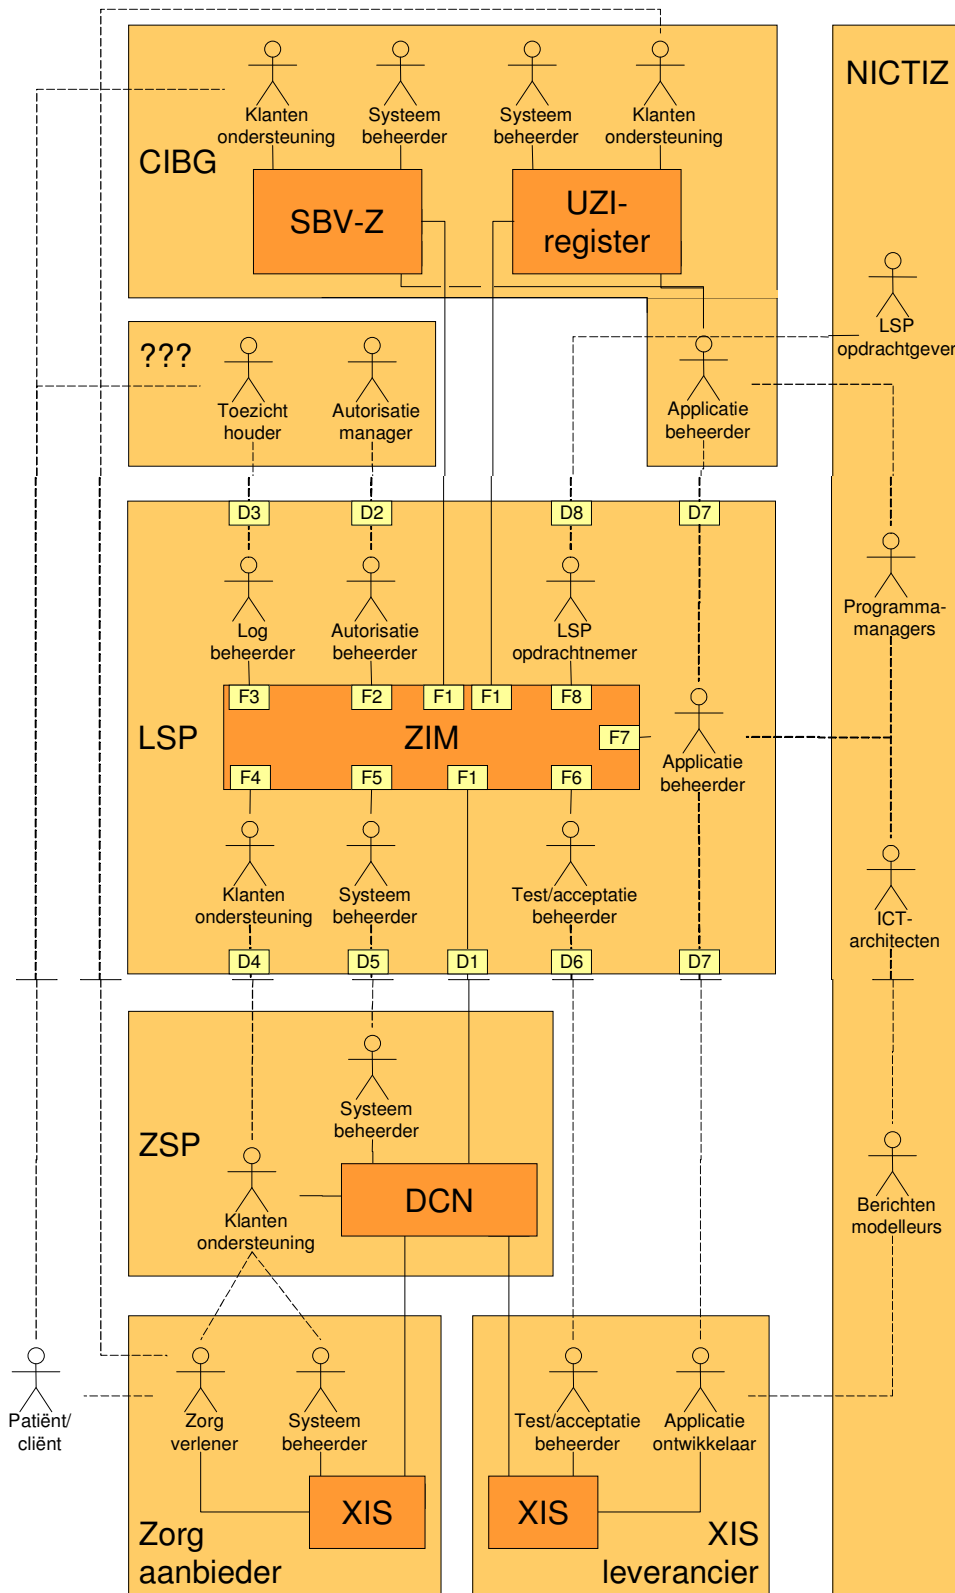 NICTIZ
Klanten
ondersteuning
Systeem
beheerder
Systeem
beheerder
Klanten
ondersteuning
CIBG
SBV-Z
UZI-
register
LSP
opdrachtgever
???
Toezicht
houder
Autorisatie
manager
Applicatie
beheerder
D3
D2
D8
D7
Log
beheerder
Autorisatie
beheerder
LSP
opdrachtnemer
Programma-
managers
F3
F2
F1
F1
F8
LSP
ZIM
F7
Applicatie
beheerder
F4
F5
F1
F6
Klanten
ondersteuning
Systeem
beheerder
Test/acceptatie
beheerder
ICT-
architecten
D4
D5
D1
D6
D7
Systeem
beheerder
ZSP
DCN
Klanten
ondersteuning
Berichten
modelleurs
Patiënt/
cliënt
Zorg
verlener
Systeem
beheerder
Test/acceptatie
beheerder
Applicatie
ontwikkelaar
XIS
XIS
Zorg
aanbieder
XIS
leverancier